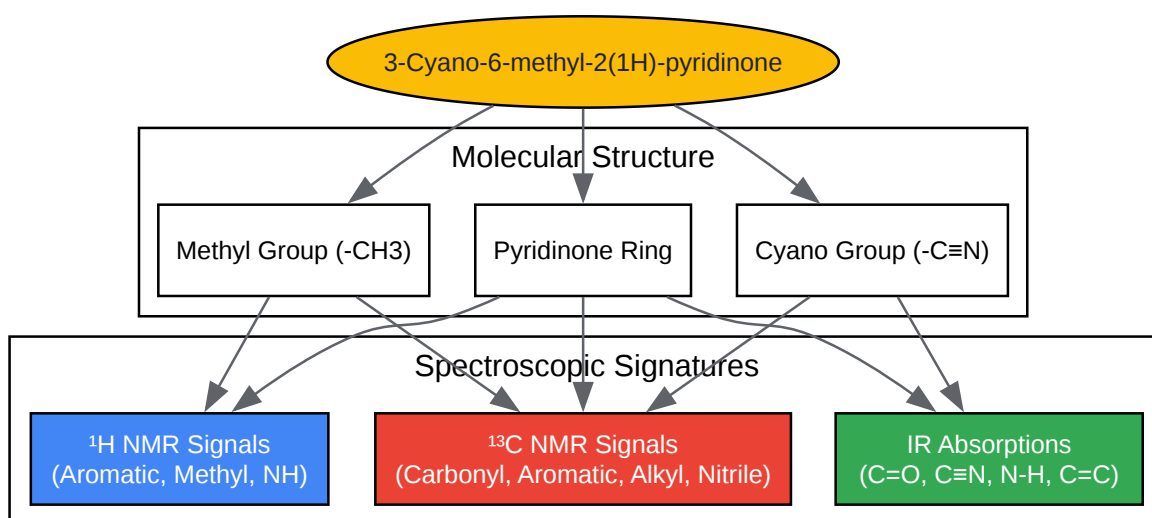 3-Cyano-6-methyl-2(1H)-pyridinone
Molecular Structure
Methyl Group (-CH3)
Pyridinone Ring
Cyano Group (-C≡N)
Spectroscopic Signatures
¹H NMR Signals
(Aromatic, Methyl, NH)
¹³C NMR Signals
(Carbonyl, Aromatic, Alkyl, Nitrile)
IR Absorptions
(C=O, C≡N, N-H, C=C)